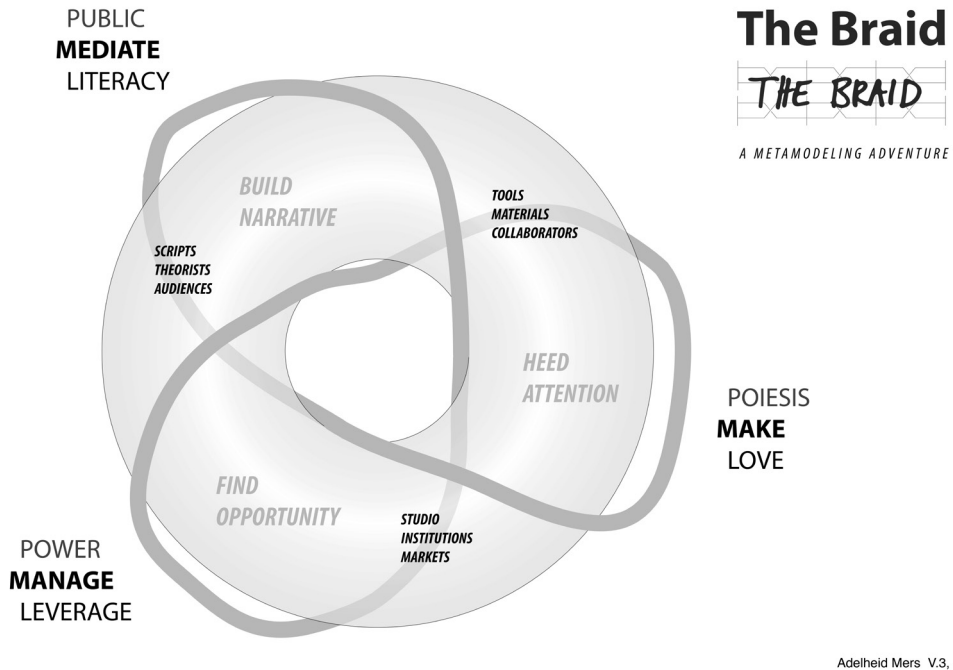 PUBLIC
MEDIATE
LITERACY
The Braid
THE BRAID
A METAMODELING ADVENTURE
BUILD
NARRATIVE
TOOLS
MATERIALS
COLLABORATORS
SCRIPTS
THEORISTS
AUDIENCES
HEED
ATTENTION
POIESIS
MAKE
LOVE
FIND
OPPORTUNITY
STUDIO
INSTITUTIONS
MARKETS
POWER
MANAGE
LEVERAGE
Adelheid Mers V.3,